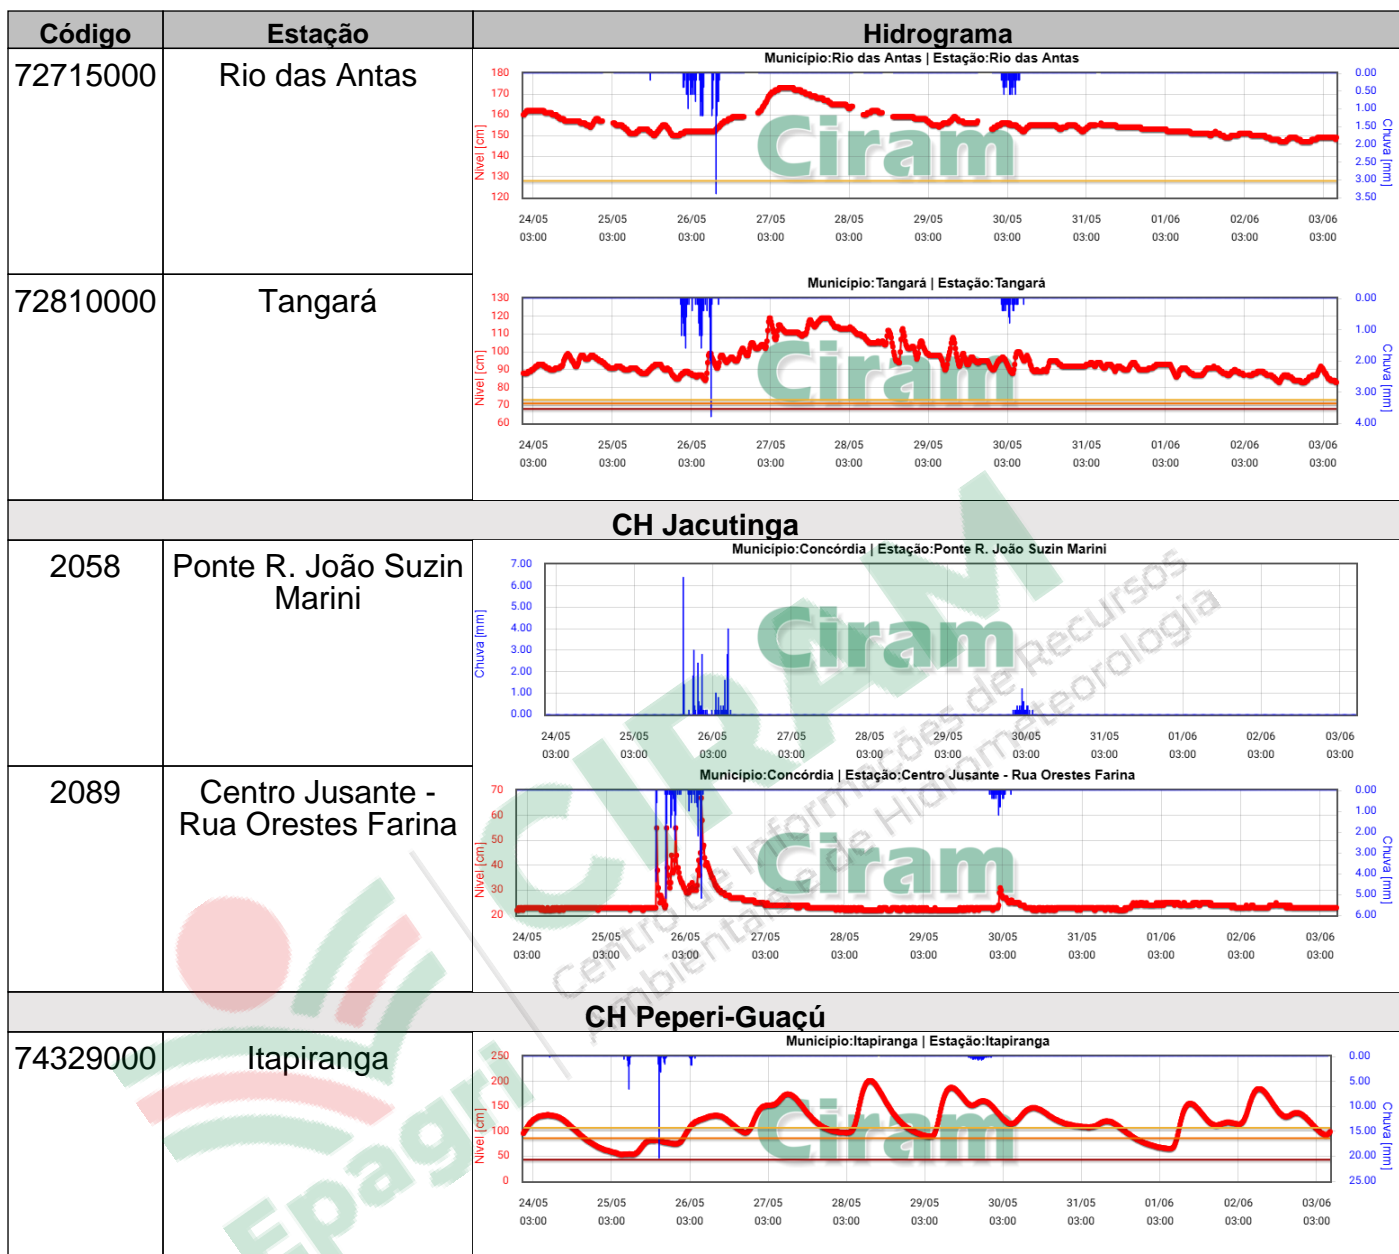 Código Estação Hidrograma
72715000 Rio das Antas
Município:Rio das Antas | Estação:Rio das Antas
180 170 160 150 140 130 120
Nível [cm]
0.00 0.50 1.00 1.50 2.00 2.50 3.00 3.50
Chuva [mm]
Ciram
24/05 25/05 26/05 27/05 28/05 29/05 30/05 31/05 01/06 02/06 03/06
03:00 03:00 03:00 03:00 03:00 03:00 03:00 03:00 03:00 03:00 03:00
72810000 Tangará
Município:Tangará | Estação:Tangará
130 120 110 100 90 80 70 60
Nível [cm]
0.00 1.00 2.00 3.00 4.00
Chuva [mm]
Ciram
24/05 25/05 26/05 27/05 28/05 29/05 30/05 31/05 01/06 02/06 03/06
03:00 03:00 03:00 03:00 03:00 03:00 03:00 03:00 03:00 03:00 03:00
CH Jacutinga
2058 Ponte R. João Suzin
Marini
Município:Concórdia | Estação:Ponte R. João Suzin Marini
7.00 6.00 5.00 4.00 3.00 2.00 1.00 0.00
Chuva [mm]
Ciram
24/05 25/05 26/05 27/05 28/05 29/05 30/05 31/05 01/06 02/06 03/06
03:00 03:00 03:00 03:00 03:00 03:00 03:00 03:00 03:00 03:00 03:00
2089 Centro Jusante -
Rua Orestes Farina
Município:Concórdia | Estação:Centro Jusante - Rua Orestes Farina
70 60 50 40 30 20
Nível [cm]
0.00 1.00 2.00 3.00 4.00 5.00 6.00
Chuva [mm]
Ciram
24/05 25/05 26/05 27/05 28/05 29/05 30/05 31/05 01/06 02/06 03/06
03:00 03:00 03:00 03:00 03:00 03:00 03:00 03:00 03:00 03:00 03:00
CH Peperi-Guaçú
74329000 Itapiranga
Município:Itapiranga | Estação:Itapiranga
250 200 150 100 50 0
Nível [cm]
0.00 5.00 10.00 15.00 20.00 25.00
Chuva [mm]
Ciram
24/05 25/05 26/05 27/05 28/05 29/05 30/05 31/05 01/06 02/06 03/06
03:00 03:00 03:00 03:00 03:00 03:00 03:00 03:00 03:00 03:00 03:00
Epagri
CIRAM
Centro de Informações de Recursos
Ambientais e de Hidrometeorologia